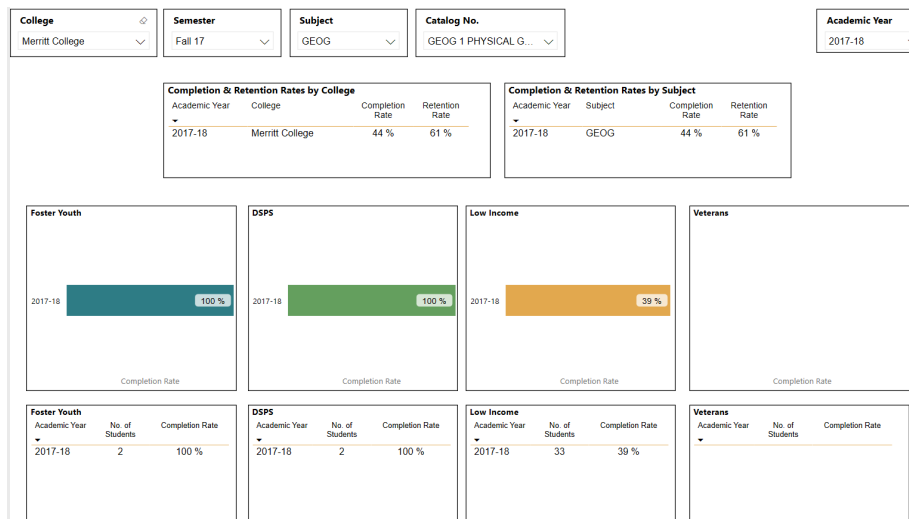 College Semester Subject Catalog No. Academic Year
Merritt College Fall 17 GEOG GEOG 1 PHYSICAL G... 2017-18
Completion & Retention Rates by College
Academic Year College Completion Rate Retention Rate
2017-18 Merritt College 44 % 61 %
Completion & Retention Rates by Subject
Academic Year Subject Completion Rate Retention Rate
2017-18 GEOG 44 % 61 %
Foster Youth
2017-18 100 %
Completion Rate
DSPS
2017-18 100 %
Completion Rate
Low Income
2017-18 39 %
Completion Rate
Veterans
Completion Rate
Foster Youth
Academic Year No. of Students Completion Rate
2017-18 2 100 %
DSPS
Academic Year No. of Students Completion Rate
2017-18 2 100 %
Low Income
Academic Year No. of Students Completion Rate
2017-18 33 39 %
Veterans
Academic Year No. of Students Completion Rate